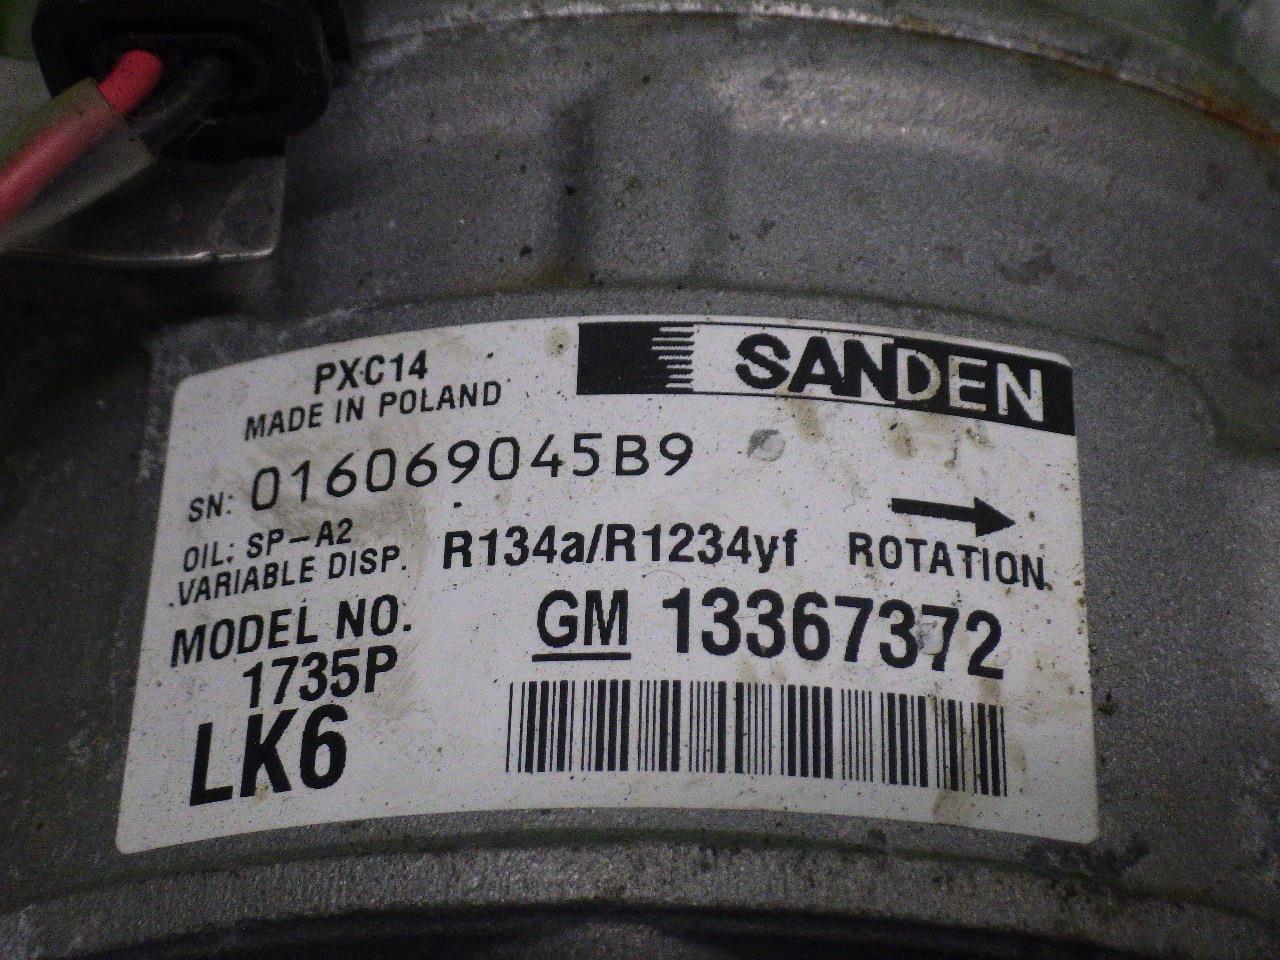 SANDEN
PXC14
MADE IN POLAND
SN: 016069045B9
OIL: SP-A2
VARIABLE DISP.
R134a/R1234yf
ROTATION
MODEL NO.
1735P
GM 13367372
LK6